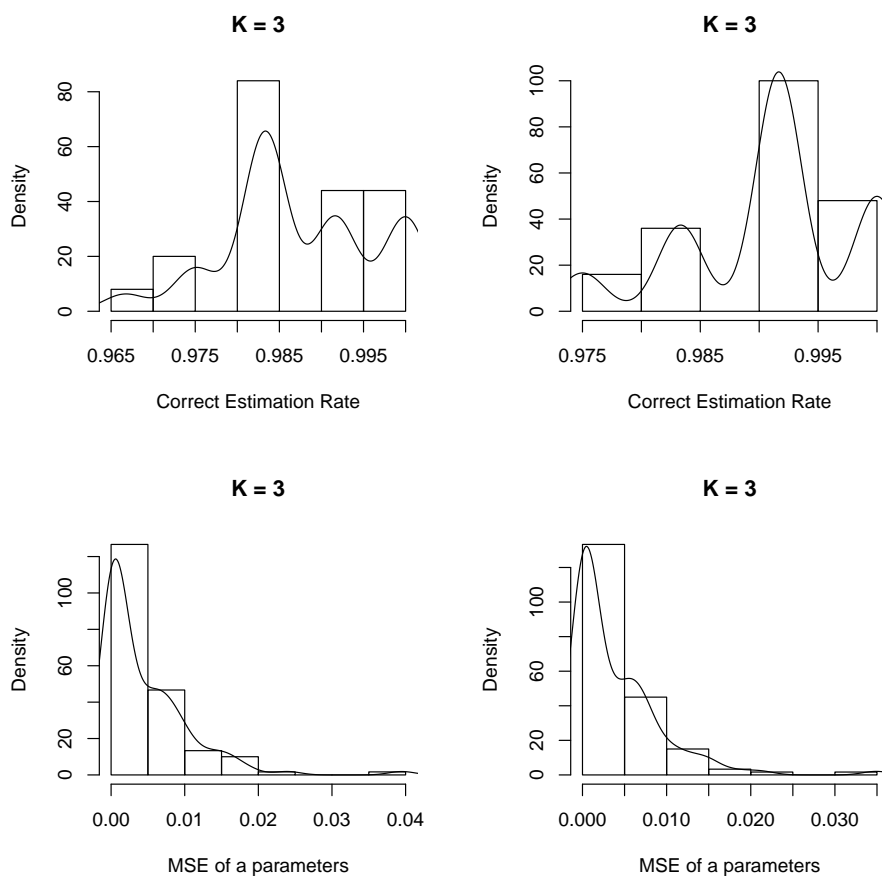 K = 3
Density
0 20 40 60 80
0.965 0.975 0.985 0.995
Correct Estimation Rate
K = 3
Density
0 20 40 60 80 100
0.975 0.985 0.995
Correct Estimation Rate
K = 3
Density
0 20 60 100
0.00 0.01 0.02 0.03 0.04
MSE of a parameters
K = 3
Density
0 20 60 100
0.000 0.010 0.020 0.030
MSE of a parameters